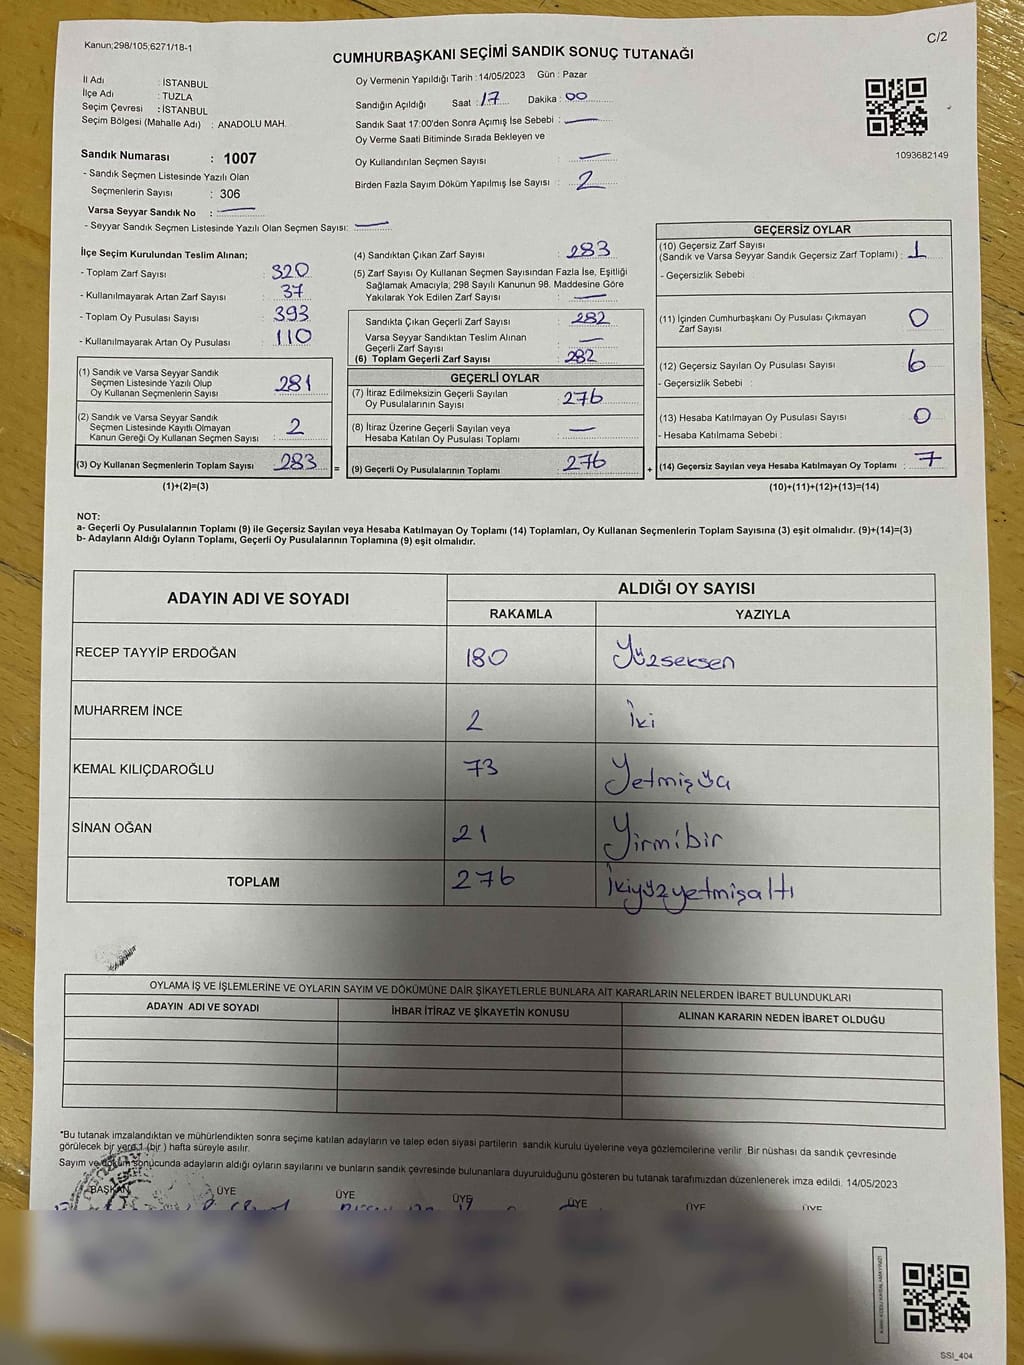 Kanun;298/105;6271/18-1
C/2
CUMHURBAŞKANI SEÇİMİ SANDIK SONUÇ TUTANAĞI
İl Adı : İSTANBUL
İlçe Adı : TUZLA
Seçim Çevresi : İSTANBUL
Seçim Bölgesi (Mahalle Adı) : ANADOLU MAH.
Oy Vermenin Yapıldığı Tarih : 14/05/2023 Gün : Pazar
Sandığın Açıldığı Saat : 17 Dakika : 00
Sandık Saat 17:00'den Sonra Açımış İse Sebebi : —
Oy Verme Saati Bitiminde Sırada Bekleyen ve
Oy Kullandırılan Seçmen Sayısı —
Birden Fazla Sayım Döküm Yapılmış İse Sayısı : 2
1093682149
Sandık Numarası : 1007
- Sandık Seçmen Listesinde Yazılı Olan
Seçmenlerin Sayısı : 306
Varsa Seyyar Sandık No : —
- Seyyar Sandık Seçmen Listesinde Yazılı Olan Seçmen Sayısı: —
İlçe Seçim Kurulundan Teslim Alınan;
- Toplam Zarf Sayısı : 320
- Kullanılmayarak Artan Zarf Sayısı : 37
- Toplam Oy Pusulası Sayısı : 393
- Kullanılmayarak Artan Oy Pusulası : 110
(1) Sandık ve Varsa Seyyar Sandık
Seçmen Listesinde Yazılı Olup
Oy Kullanan Seçmenlerin Sayısı : 281
(2) Sandık ve Varsa Seyyar Sandık
Seçmen Listesinde Kayıtlı Olmayan
Kanun Gereği Oy Kullanan Seçmen Sayısı : 2
(3) Oy Kullanan Seçmenlerin Toplam Sayısı : 283
(1)+(2)=(3)
(4) Sandıktan Çıkan Zarf Sayısı : 283
(5) Zarf Sayısı Oy Kullanan Seçmen Sayısından Fazla İse, Eşitliği
Sağlamak Amacıyla; 298 Sayılı Kanunun 98. Maddesine Göre
Yakılarak Yok Edilen Zarf Sayısı : —
Sandıkta Çıkan Geçerli Zarf Sayısı : 282
Varsa Seyyar Sandıktan Teslim Alınan
Geçerli Zarf Sayısı : —
(6) Toplam Geçerli Zarf Sayısı : 282
GEÇERLİ OYLAR
(7) İtiraz Edilmeksizin Geçerli Sayılan
Oy Pusulalarının Sayısı : 276
(8) İtiraz Üzerine Geçerli Sayılan veya
Hesaba Katılan Oy Pusulası Toplamı : —
= (9) Geçerli Oy Pusulalarının Toplamı : 276
GEÇERSİZ OYLAR
(10) Geçersiz Zarf Sayısı
(Sandık ve Varsa Seyyar Sandık Geçersiz Zarf Toplamı) : 1
- Geçersizlik Sebebi :
(11) İçinden Cumhurbaşkanı Oy Pusulası Çıkmayan
Zarf Sayısı : 0
(12) Geçersiz Sayılan Oy Pusulası Sayısı : 6
- Geçersizlik Sebebi :
(13) Hesaba Katılmayan Oy Pusulası Sayısı : 0
- Hesaba Katılmama Sebebi :
+ (14) Geçersiz Sayılan veya Hesaba Katılmayan Oy Toplamı : 7
(10)+(11)+(12)+(13)=(14)
NOT:
a- Geçerli Oy Pusulalarının Toplamı (9) ile Geçersiz Sayılan veya Hesaba Katılmayan Oy Toplamı (14) Toplamları, Oy Kullanan Seçmenlerin Toplam Sayısına (3) eşit olmalıdır. (9)+(14)=(3)
b- Adayların Aldığı Oyların Toplamı, Geçerli Oy Pusulalarının Toplamına (9) eşit olmalıdır.
ADAYIN ADI VE SOYADI ALDIĞI OY SAYISI
RAKAMLA YAZIYLA
RECEP TAYYİP ERDOĞAN 180 Yüzseksen
MUHARREM İNCE 2 İki
KEMAL KILIÇDAROĞLU 73 Yetmişüç
SİNAN OĞAN 21 Yirmibir
TOPLAM 276 İkiyüzyetmişaltı
OYLAMA İŞ VE İŞLEMLERİNE VE OYLARIN SAYIM VE DÖKÜMÜNE DAİR ŞİKAYETLERLE BUNLARA AİT KARARLARIN NELERDEN İBARET BULUNDUKLARI
ADAYIN ADI VE SOYADI İHBAR İTİRAZ VE ŞİKAYETİN KONUSU ALINAN KARARIN NEDEN İBARET OLDUĞU
*Bu tutanak imzalandıktan ve mühürlendikten sonra seçime katılan adayların ve talep eden siyasi partilerin sandık kurulu üyelerine veya gözlemcilerine verilir. Bir nüshası da sandık çevresinde
görülecek bir yere 1 (bir) hafta süreyle asılır.
Sayım ve döküm sonucunda adayların aldığı oyların sayılarını ve bunların sandık çevresinde bulunanlara duyurulduğunu gösteren bu tutanak tarafımızdan düzenlenerek imza edildi. 14/05/2023
BAŞKAN ÜYE ÜYE ÜYE ÜYE ÜYE ÜYE
SSI_404